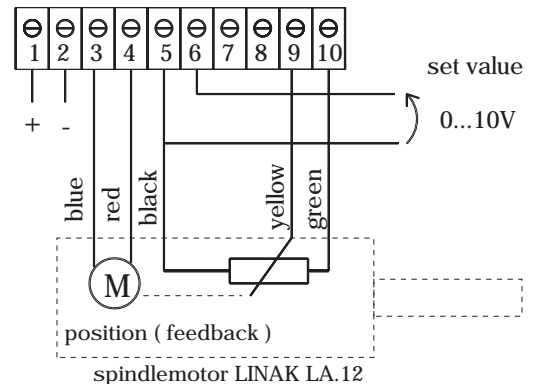 1 2 3 4 5 6 7 8 9 10
set value
+ -
0...10V
blue
red
black
yellow
green
M
position ( feedback )
spindlemotor LINAK LA.12